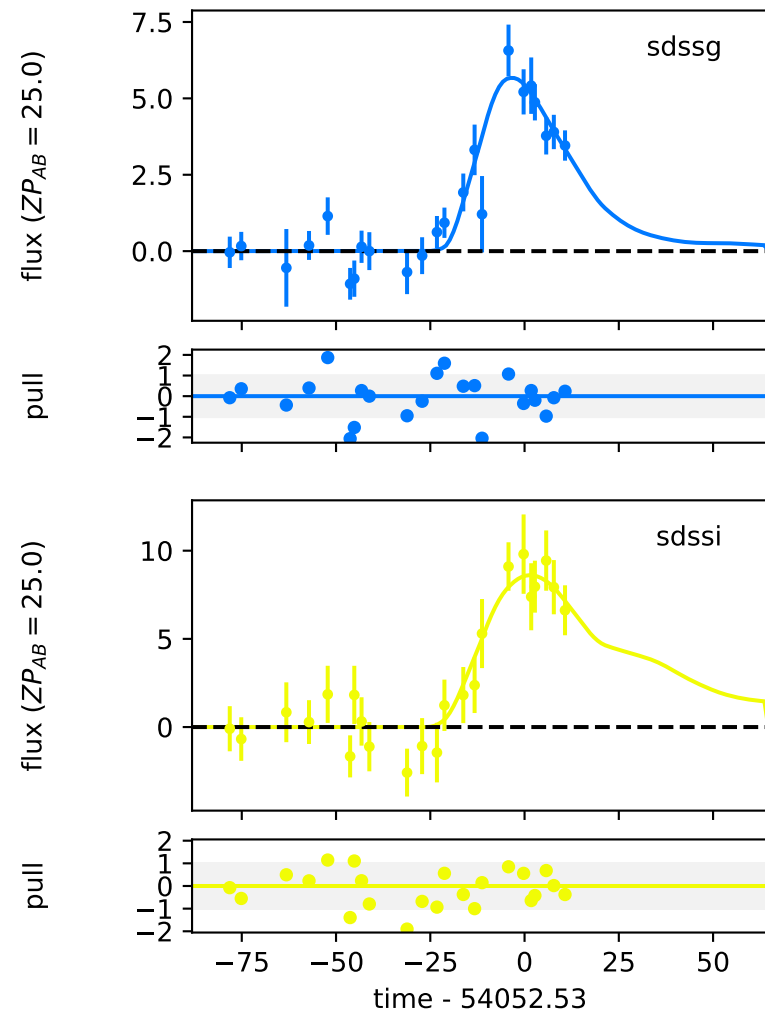 7.5
5.0
2.5
0.0
flux (ZP_AB = 25.0)
sdssg
2
1
0
−1
−2
pull
10
5
0
flux (ZP_AB = 25.0)
sdssi
2
1
0
−1
−2
pull
−75 −50 −25 0 25 50
time - 54052.53